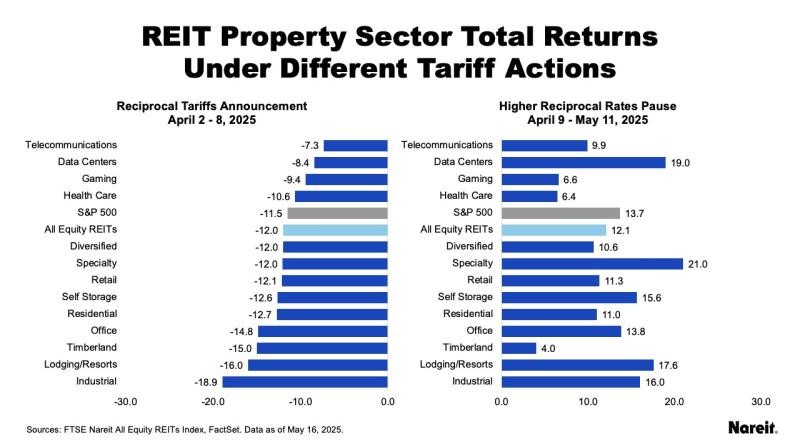 REIT Property Sector Total Returns
Under Different Tariff Actions
Reciprocal Tariffs Announcement
April 2 - 8, 2025
Telecommunications -7.3
Data Centers -8.4
Gaming -9.4
Health Care -10.6
S&P 500 -11.5
All Equity REITs -12.0
Diversified -12.0
Specialty -12.0
Retail -12.1
Self Storage -12.6
Residential -12.7
Office -14.8
Timberland -15.0
Lodging/Resorts -16.0
Industrial -18.9
-30.0 -20.0 -10.0 0.0
Higher Reciprocal Rates Pause
April 9 - May 11, 2025
Telecommunications 9.9
Data Centers 19.0
Gaming 6.6
Health Care 6.4
S&P 500 13.7
All Equity REITs 12.1
Diversified 10.6
Specialty 21.0
Retail 11.3
Self Storage 15.6
Residential 11.0
Office 13.8
Timberland 4.0
Lodging/Resorts 17.6
Industrial 16.0
0.0 10.0 20.0 30.0
Sources: FTSE Nareit All Equity REITs Index, FactSet. Data as of May 16, 2025.
Nareit.